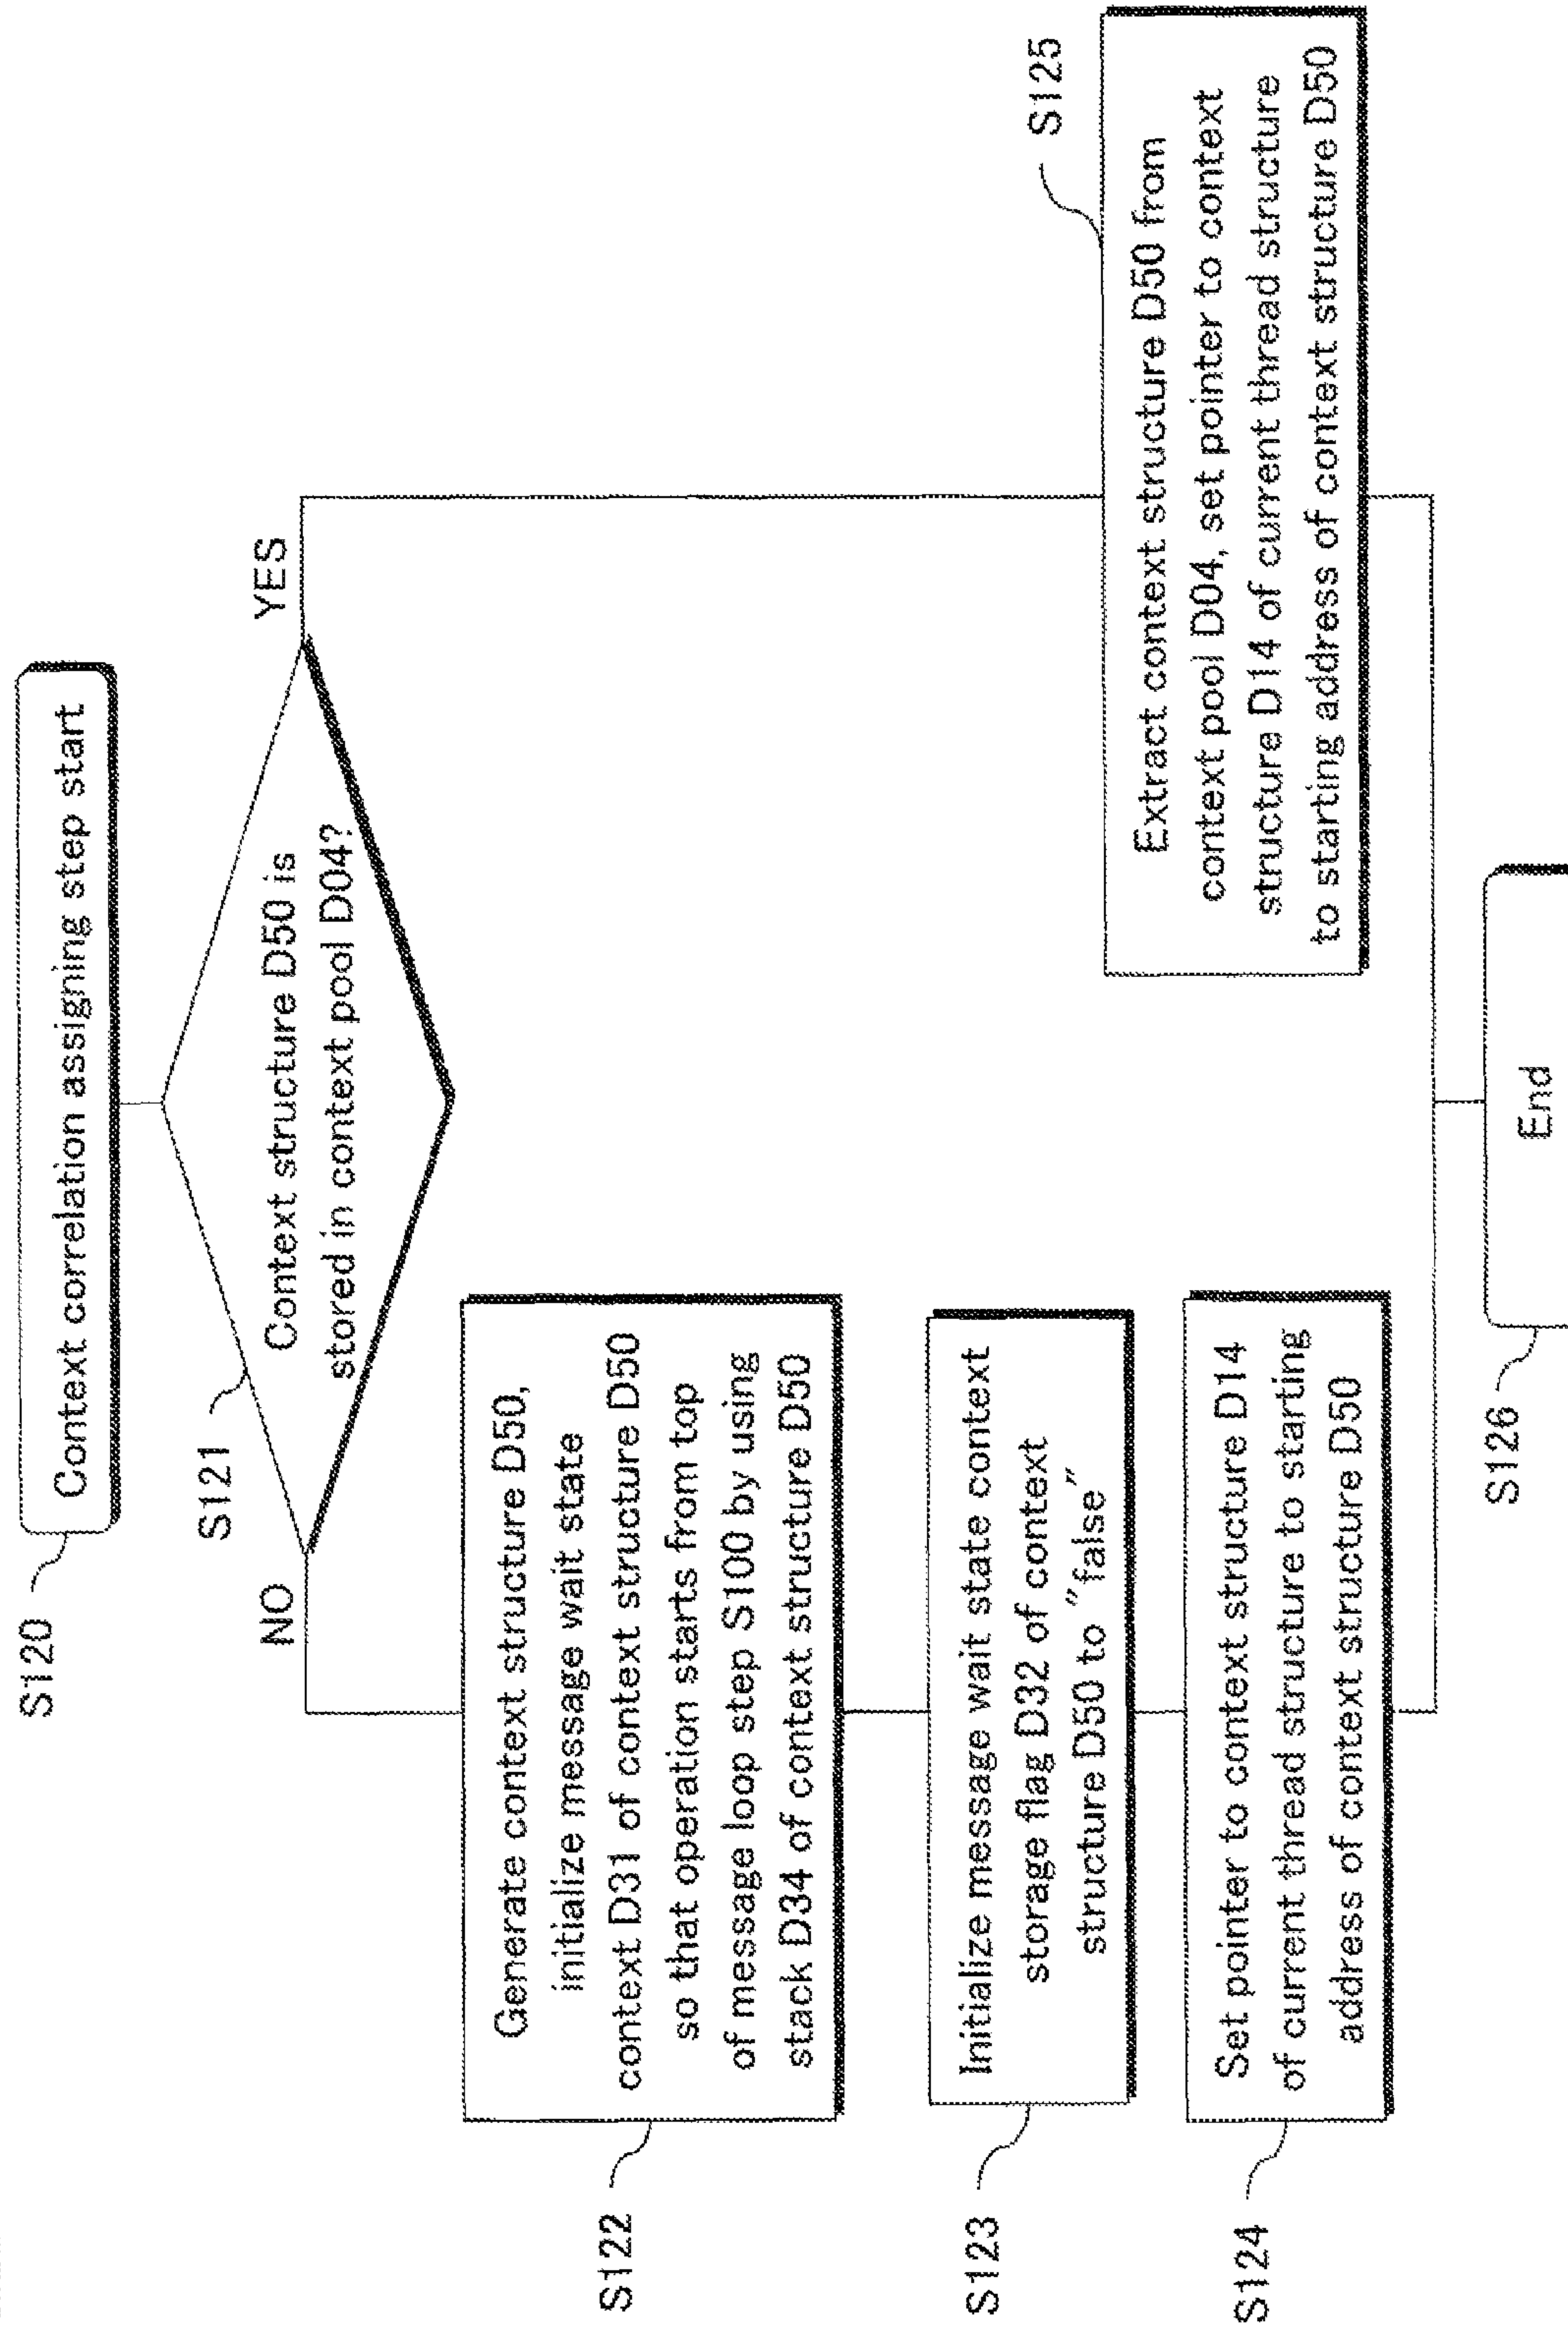 S120
Context correlation assigning step start
S121
Context structure D50 is
stored in context pool D04?
NO
YES
S122
Generate context structure D50,
initialize message wait state
context D31 of context structure D50
so that operation starts from top
of message loop step S100 by using
stack D34 of context structure D50
S123
Initialize message wait state context
storage flag D32 of context
structure D50 to "false"
S124
Set pointer to context structure D14
of current thread structure to starting
address of context structure D50
S125
Extract context structure D50 from
context pool D04, set pointer to context
structure D14 of current thread structure
to starting address of context structure D50
S126
End